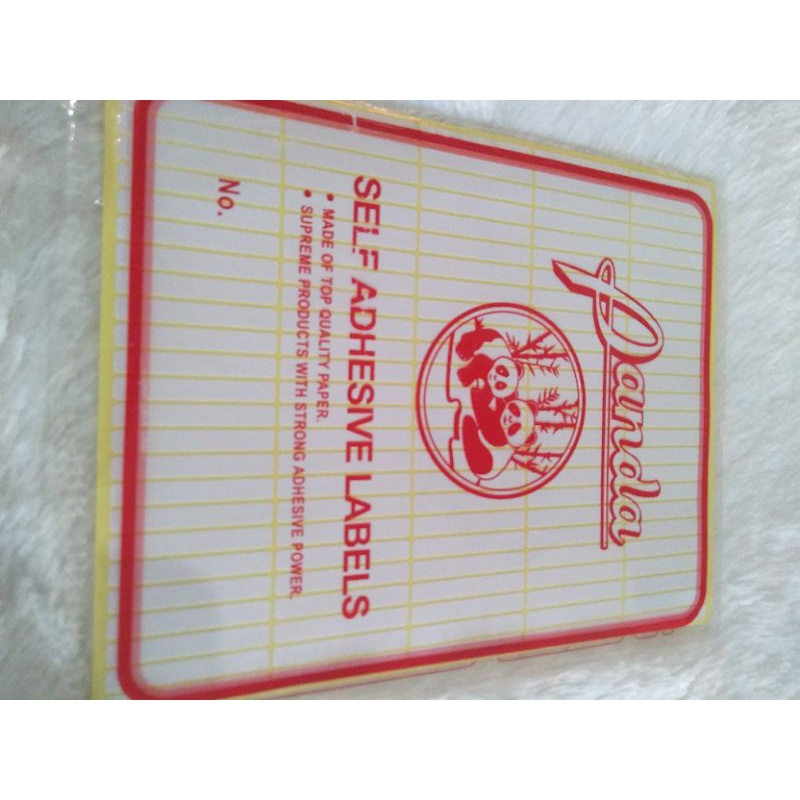 Panda
SELF ADHESIVE LABELS
• MADE OF TOP QUALITY PAPER.
• SUPREME PRODUCTS WITH STRONG ADHESIVE POWER.
No.